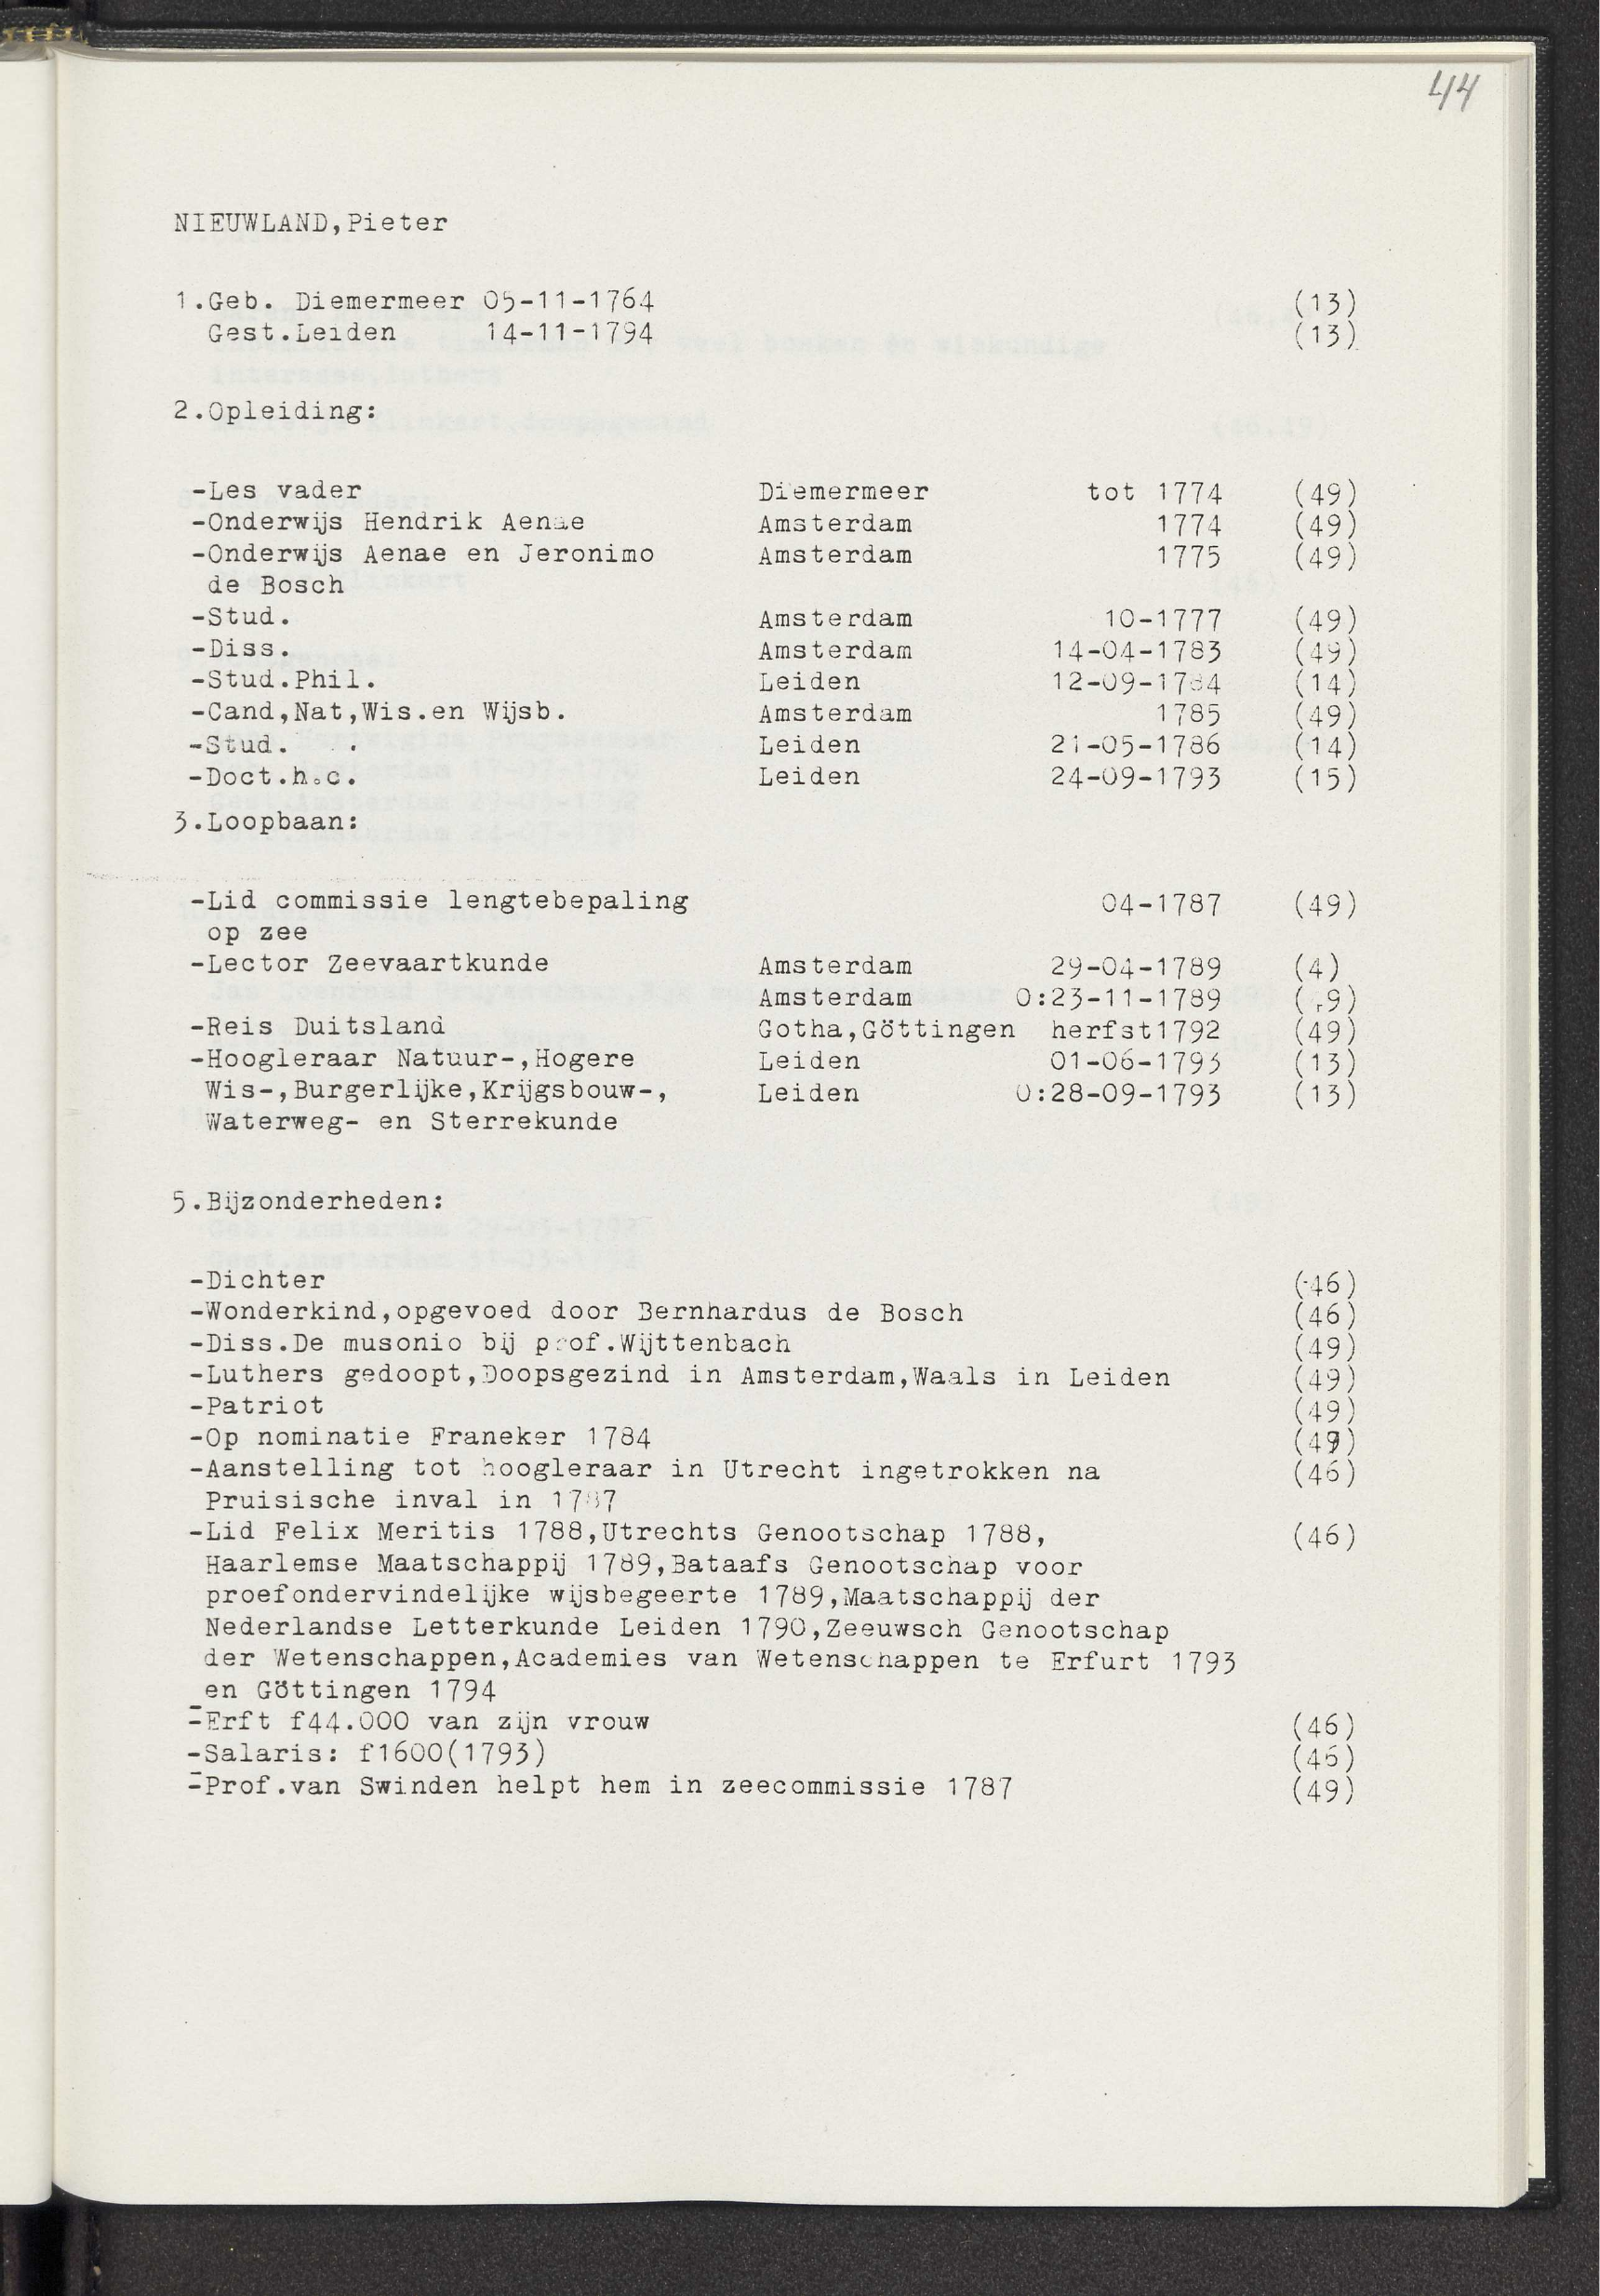 44
NIEUWLAND,Pieter
1.Geb. Diemermeer 05-11-1764 (13)
Gest.Leiden 14-11-1794 (13)
2.Opleiding:
-Les vader Diemermeer tot 1774 (49)
-Onderwijs Hendrik Aenae Amsterdam 1774 (49)
-Onderwijs Aenae en Jeronimo Amsterdam 1775 (49)
de Bosch
-Stud. Amsterdam 10-1777 (49)
-Diss. Amsterdam 14-04-1783 (49)
-Stud.Phil. Leiden 12-09-1784 (14)
-Cand,Nat,Wis.en Wijsb. Amsterdam 1785 (49)
-Stud. Leiden 21-05-1786 (14)
-Doct.h.c. Leiden 24-09-1793 (15)
3.Loopbaan:
-Lid commissie lengtebepaling 04-1787 (49)
op zee
-Lector Zeevaartkunde Amsterdam 29-04-1789 (4)
Amsterdam O:23-11-1789
-Reis Duitsland Gotha,Göttingen herfst1792 (49)
-Hoogleraar Natuur-,Hogere Leiden 01-06-1793 (13)
Wis-,Burgerlijke,Krijgsbouw-, Leiden O:28-09-1793 (13)
Waterweg- en Sterrekunde
5.Bijzonderheden:
-Dichter (46)
-Wonderkind,opgevoed door Bernhardus de Bosch (46)
-Diss.De musonio bij prof.Wijttenbach (49)
-Luthers gedoopt,Doopsgezind in Amsterdam,Waals in Leiden (49)
-Patriot (49)
-Op nominatie Franeker 1784 (49)
-Aanstelling tot hoogleraar in Utrecht ingetrokken na (46)
Pruisische inval in 1787
-Lid Felix Meritis 1788,Utrechts Genootschap 1788, (46)
Haarlemse Maatschappij 1789,Bataafs Genootschap voor
proefondervindelijke wijsbegeerte 1789,Maatschappij der
Nederlandse Letterkunde Leiden 1790,Zeeuwsch Genootschap
der Wetenschappen,Academies van Wetenschappen te Erfurt 1793
en Göttingen 1794
-Erft f44.000 van zijn vrouw (46)
-Salaris: f1600(1793) (46)
-Prof.van Swinden helpt hem in zeecommissie 1787 (49)